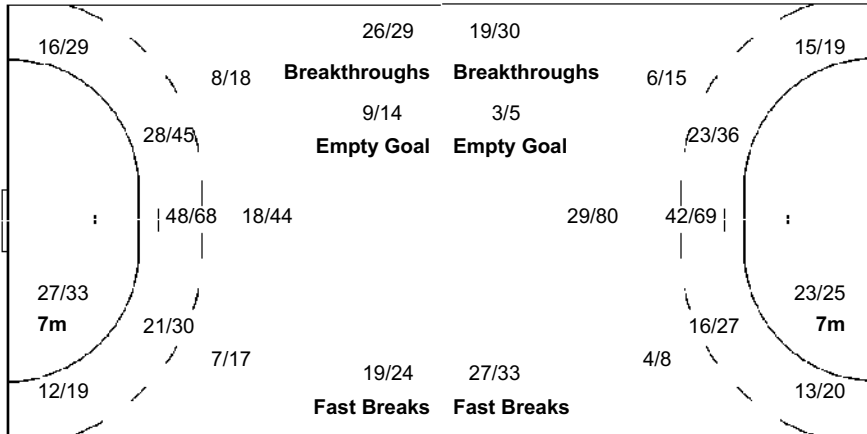 26/29 19/30
16/29 15/19
8/18 Breakthroughs Breakthroughs 6/15
9/14 3/5
28/45 Empty Goal Empty Goal 23/36
48/68 18/44 29/80 42/69
27/33 23/25
7m 21/30 16/27 7m
7/17 4/8
19/24 27/33
12/19 13/20
Fast Breaks Fast Breaks